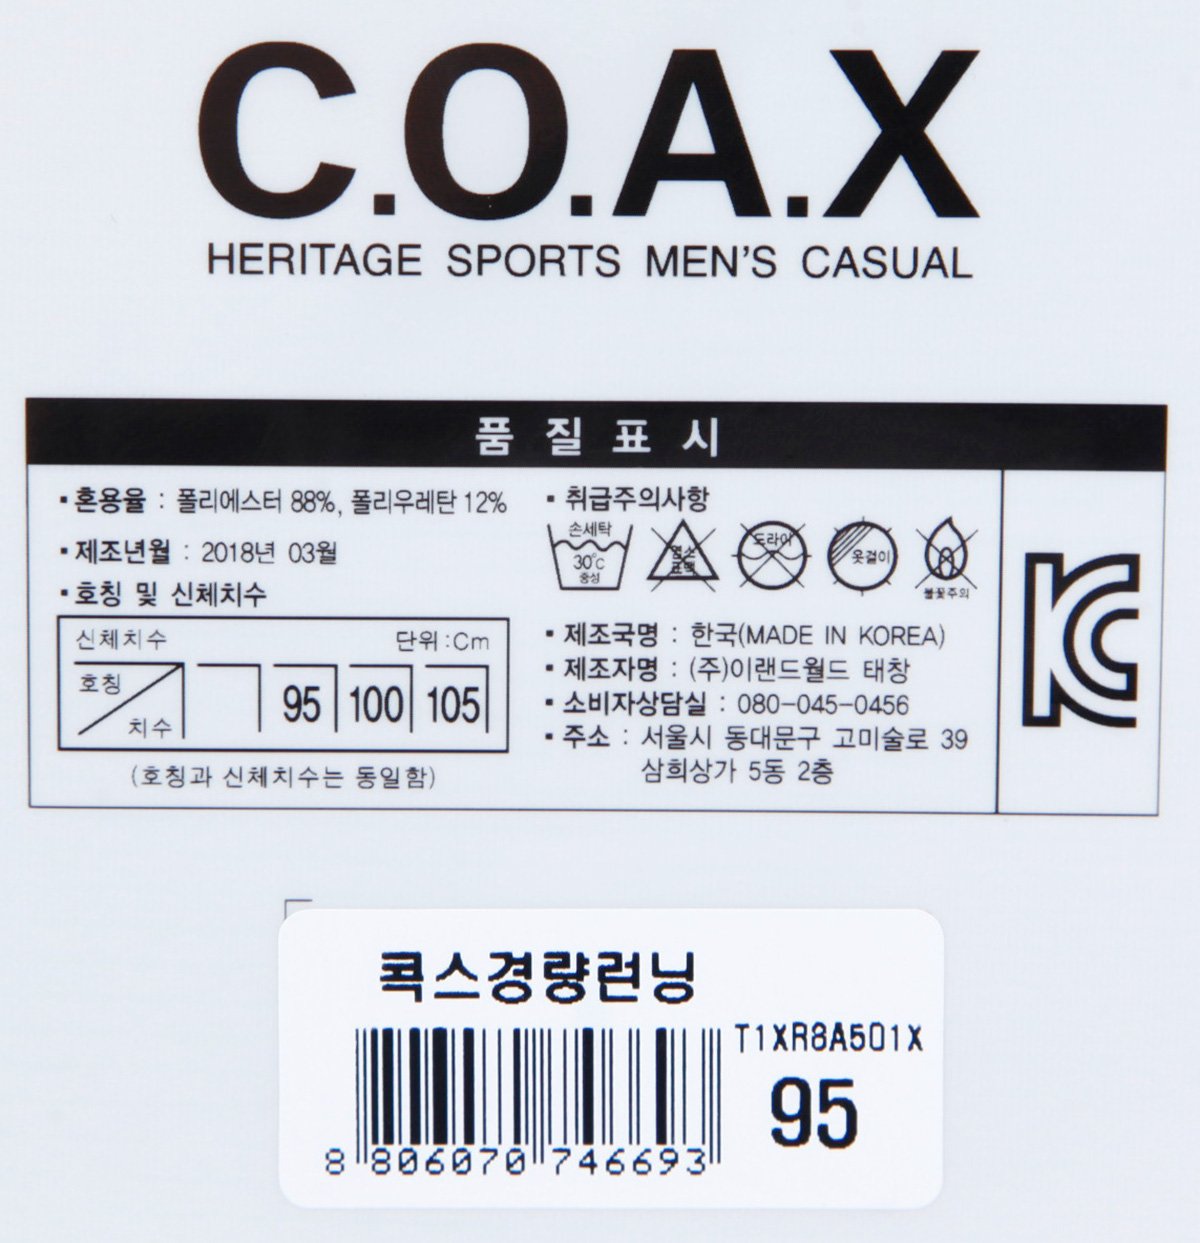 C.O.A.X
HERITAGE SPORTS MEN'S CASUAL
품질표시
▪ 혼용율 : 폴리에스터 88%, 폴리우레탄 12%
▪ 제조년월 : 2018년 03월
▪ 호칭 및 신체치수
신체치수 단위 : Cm
호칭
치수
95 100 105
(호칭과 신체치수는 동일함)
▪ 취급주의사항
손세탁
30℃
중성
염소
표백
드라이
옷걸이
불꽃주의
▪ 제조국명 : 한국(MADE IN KOREA)
▪ 제조자명 : (주)이랜드월드 태창
▪ 소비자상담실 : 080-045-0456
▪ 주소 : 서울시 동대문구 고미술로 39
삼희상가 5동 2층
콕스경량런닝
T1XR8A501X
95
8 806070 746693